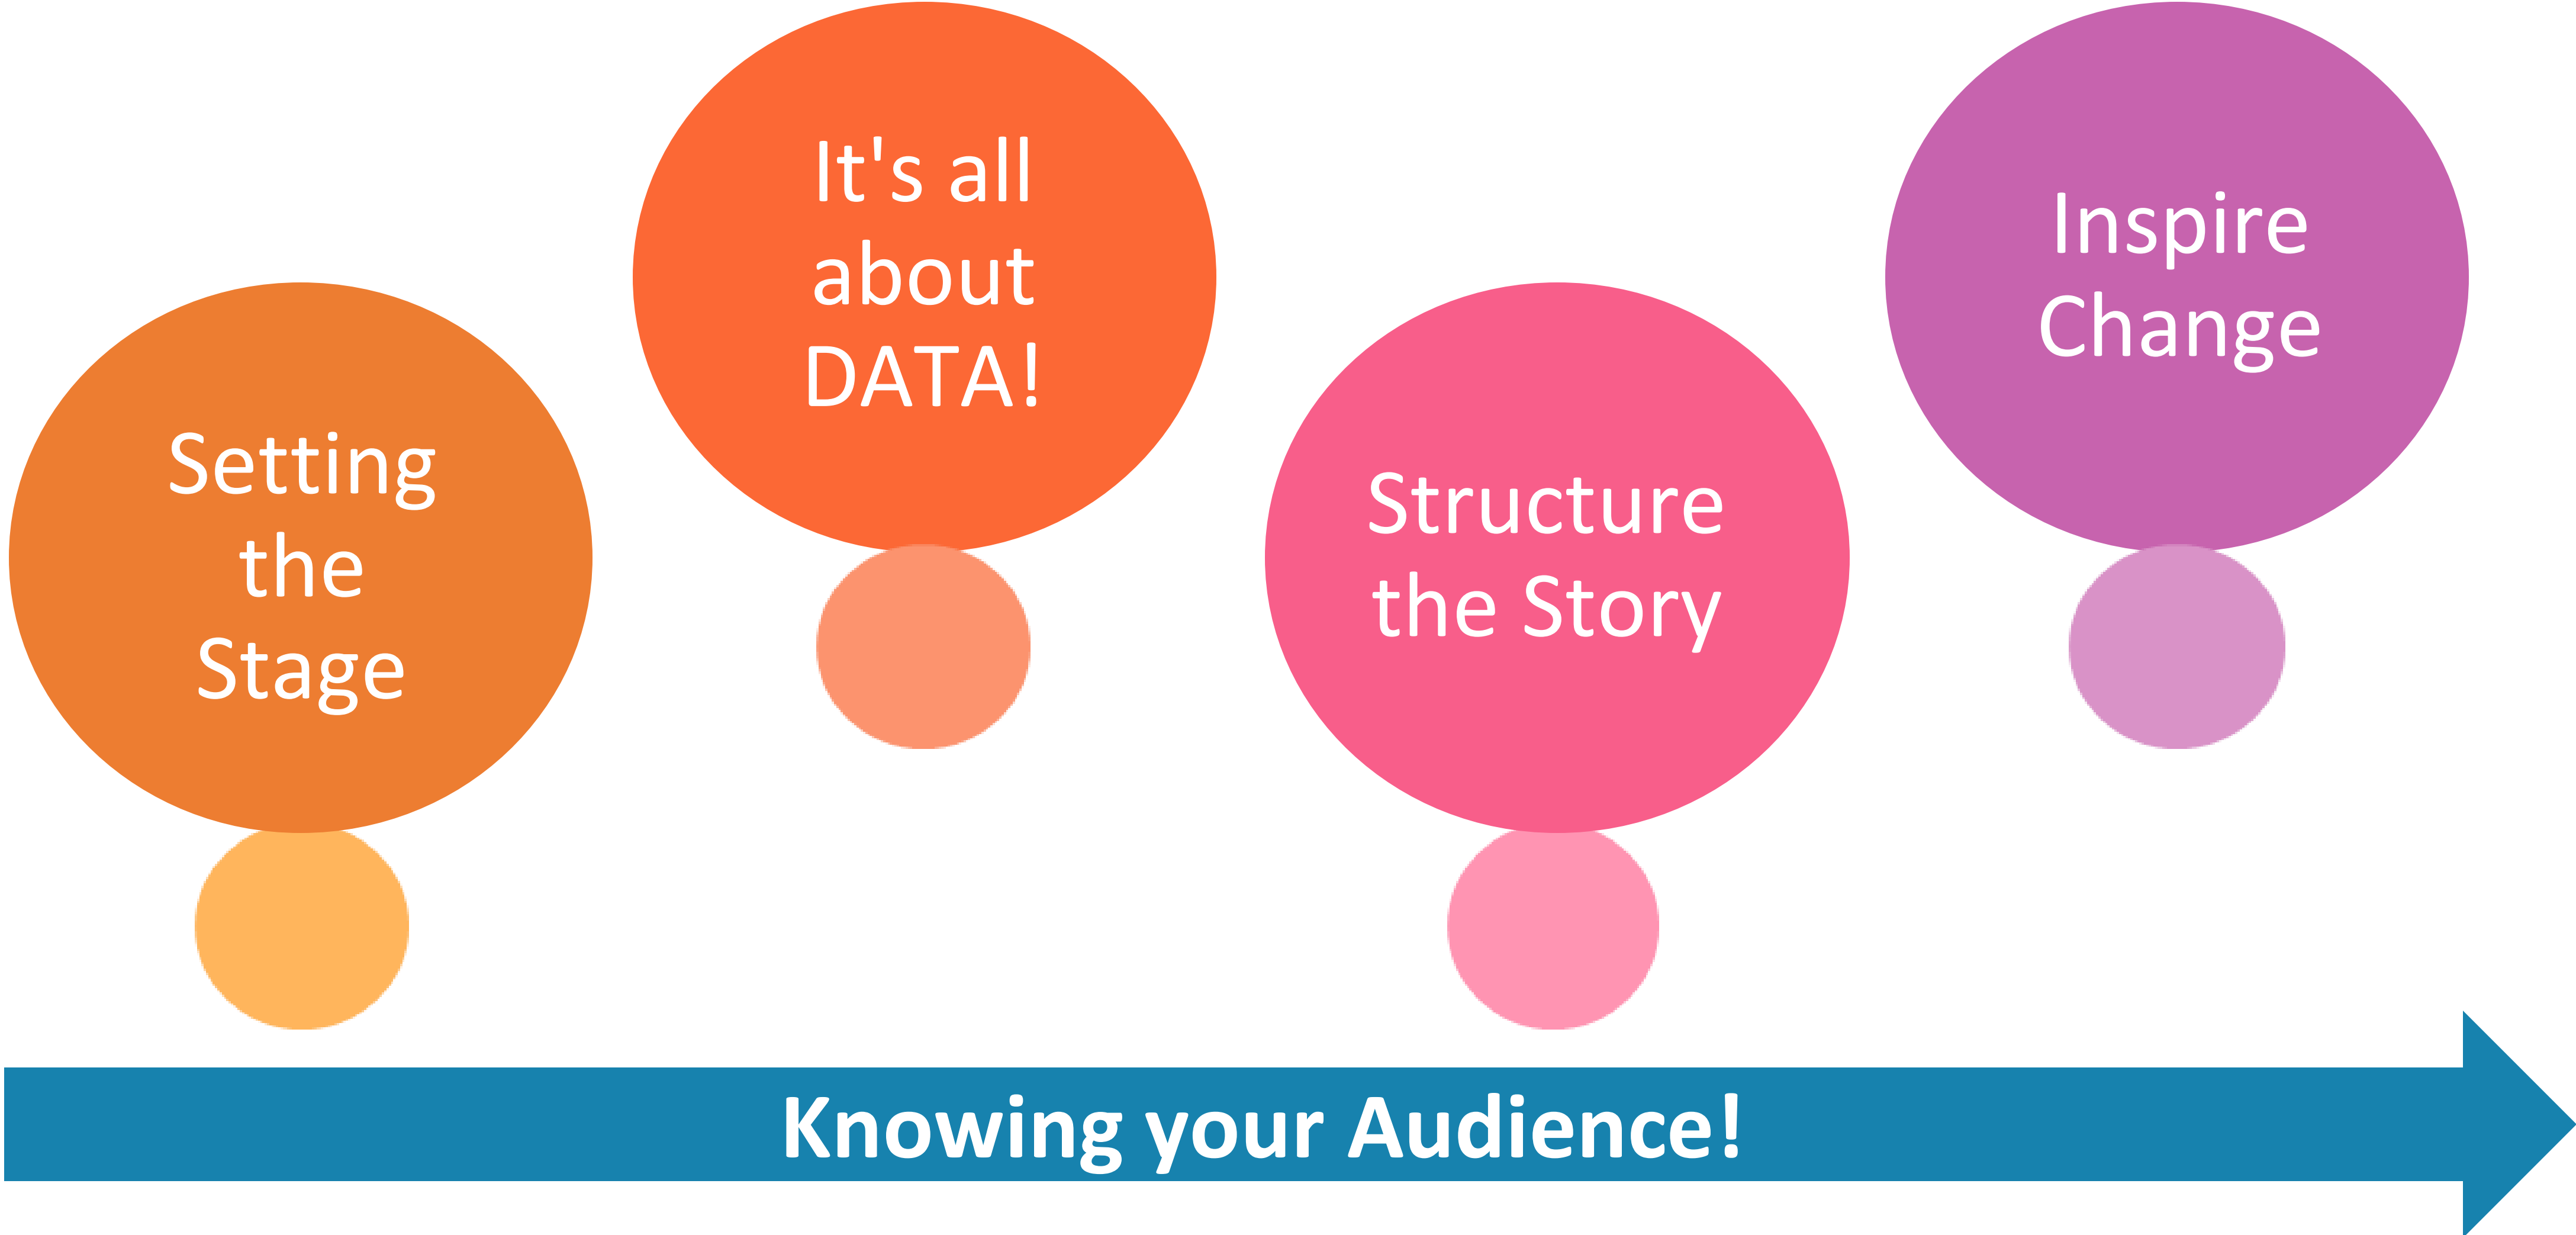 Setting
the
Stage
It's all
about
DATA!
Structure
the Story
Inspire
Change
Knowing your Audience!